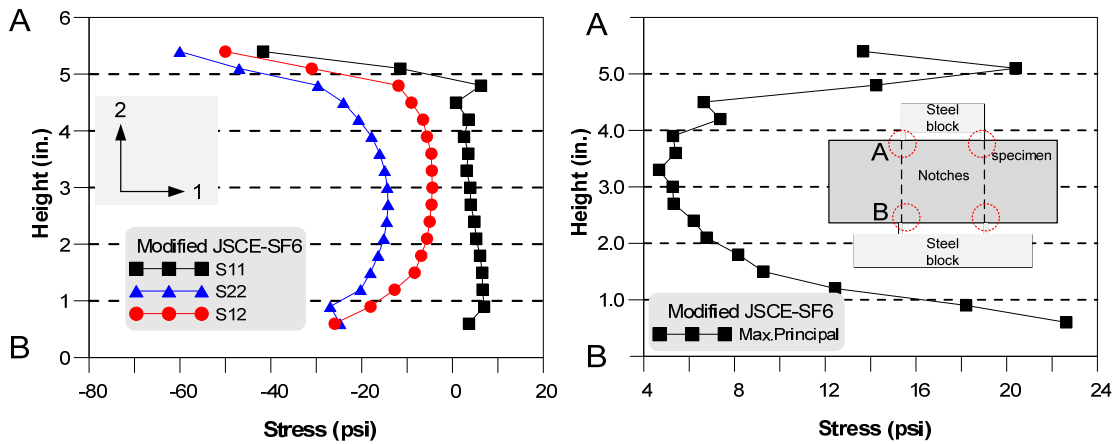 A
6
5
4
3
2
1
0
B
Height (in.)
2
1
Modified JSCE-SF6
S11
S22
S12
-80
-60
-40
-20
0
20
Stress (psi)
A
5.0
4.0
3.0
2.0
1.0
B
Height (in.)
Steel
block
A
specimen
Notches
B
Steel
block
Modified JSCE-SF6
Max.Principal
4
8
12
16
20
24
Stress (psi)